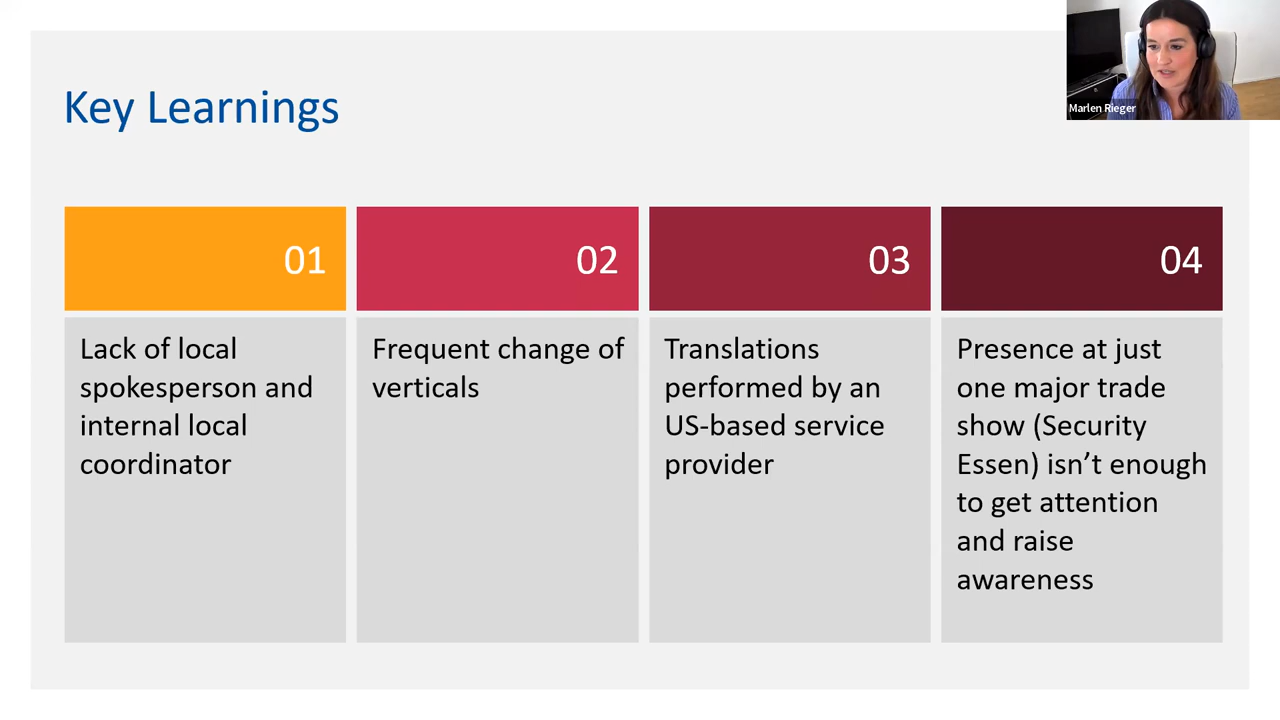 Marlen Rieger
Key Learnings
01
Lack of local
spokesperson and
internal local
coordinator
02
Frequent change of
verticals
03
Translations
performed by an
US-based service
provider
04
Presence at just
one major trade
show (Security
Essen) isn’t enough
to get attention
and raise
awareness